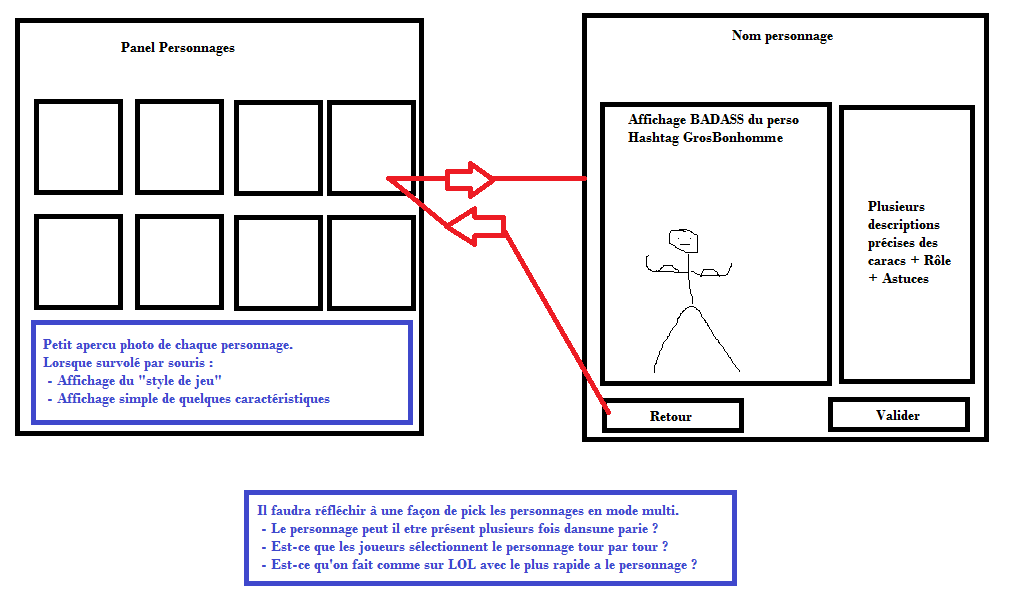 Panel Personnages
Petit apercu photo de chaque personnage.
Lorsque survolé par souris :
- Affichage du "style de jeu"
- Affichage simple de quelques caractéristiques
Nom personnage
Affichage BADASS du perso
Hashtag GrosBonhomme
Plusieurs
descriptions
précises des
caracs + Rôle
+ Astuces
Retour
Valider
Il faudra réfléchir à une façon de pick les personnages en mode multi.
- Le personnage peut il etre présent plusieurs fois dansune parie ?
- Est-ce que les joueurs sélectionnent le personnage tour par tour ?
- Est-ce qu'on fait comme sur LOL avec le plus rapide a le personnage ?